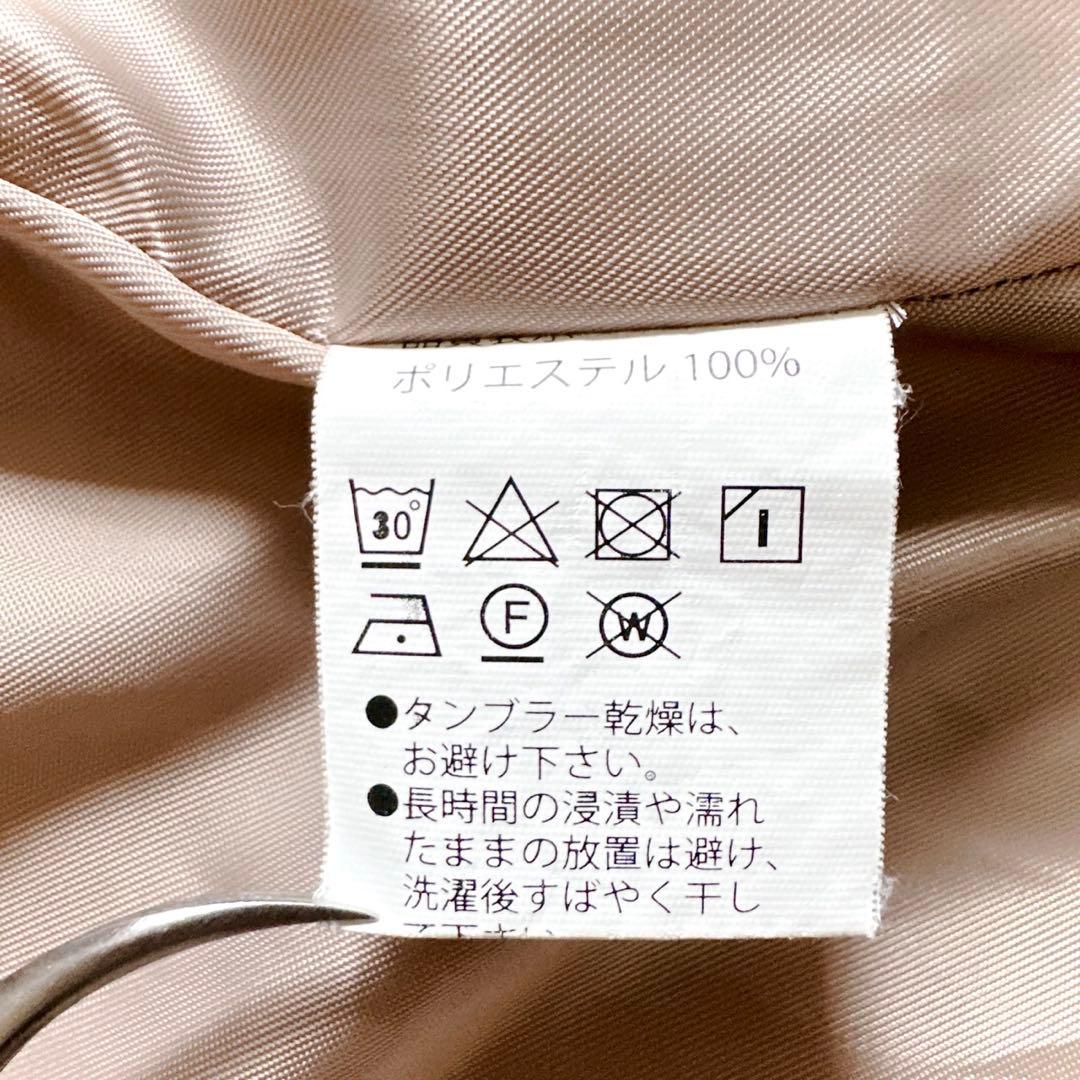 ポリエステル 100%
30°
I
F
W
●タンブラー乾燥は、
お避け下さい。
●長時間の浸漬や濡れ
たままの放置は避け、
洗濯後すばやく干し